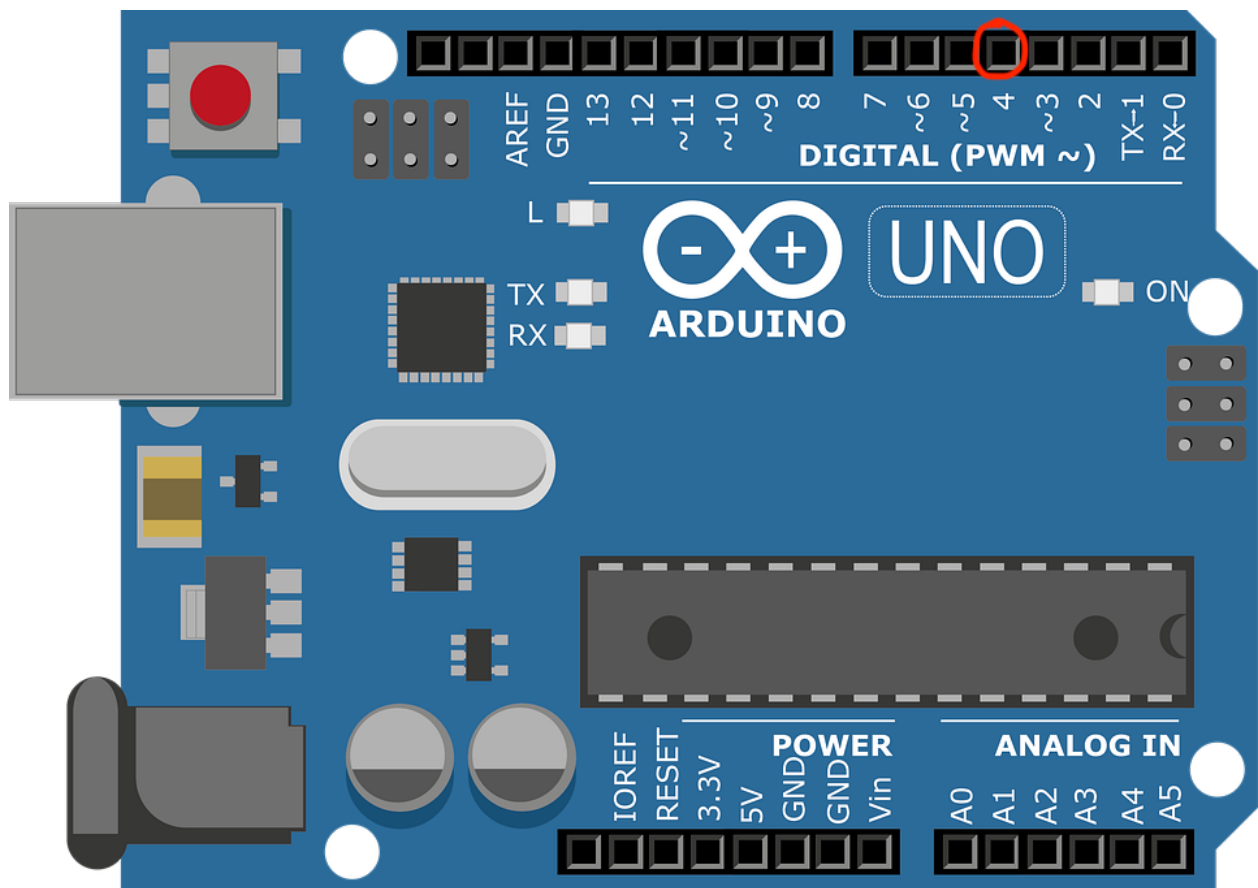 AREF GND 13 12 ~11 ~10 ~9 8 7 ~6 ~5 4 ~3 2 TX→1 RX←0
DIGITAL (PWM ~)
L
- +
UNO
TX
ON
RX
ARDUINO
POWER
ANALOG IN
IOREF RESET 3.3V 5V GND GND Vin A0 A1 A2 A3 A4 A5